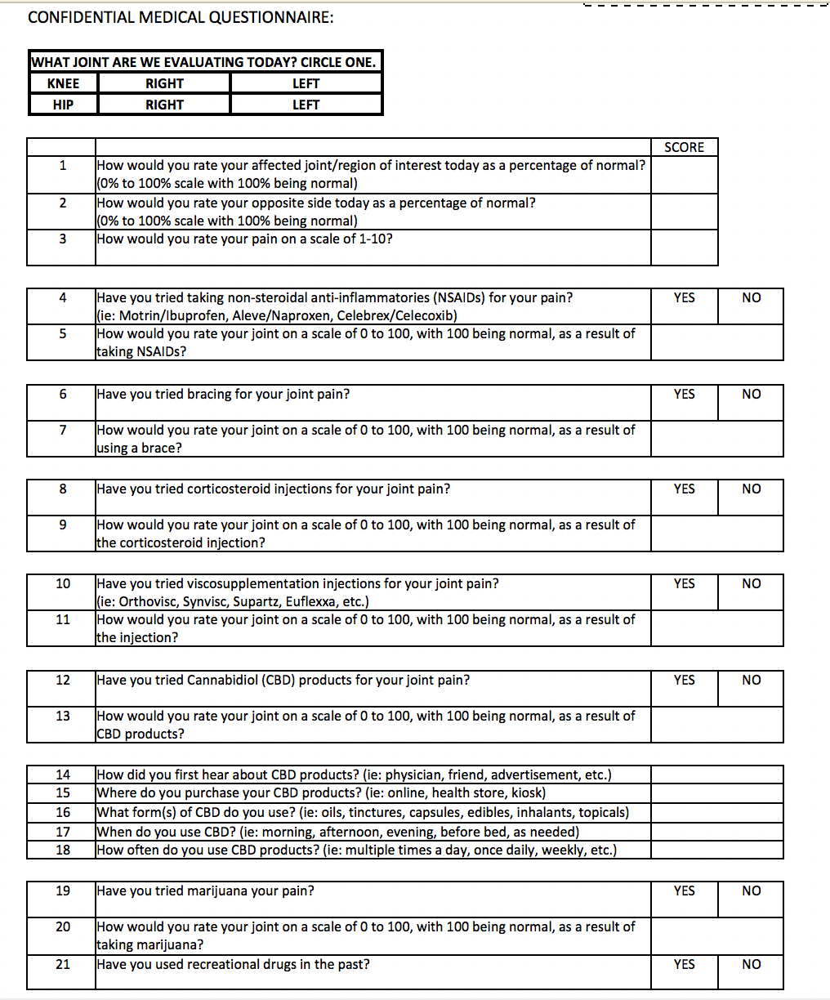 CONFIDENTIAL MEDICAL QUESTIONNAIRE:
WHAT JOINT ARE WE EVALUATING TODAY? CIRCLE ONE.
KNEE RIGHT LEFT
HIP RIGHT LEFT
SCORE
1 How would you rate your affected joint/region of interest today as a percentage of normal?
(0% to 100% scale with 100% being normal)
2 How would you rate your opposite side today as a percentage of normal?
(0% to 100% scale with 100% being normal)
3 How would you rate your pain on a scale of 1-10?
4 Have you tried taking non-steroidal anti-inflammatories (NSAIDs) for your pain? YES NO
(ie: Motrin/Ibuprofen, Aleve/Naproxen, Celebrex/Celecoxib)
5 How would you rate your joint on a scale of 0 to 100, with 100 being normal, as a result of
taking NSAIDs?
6 Have you tried bracing for your joint pain? YES NO
7 How would you rate your joint on a scale of 0 to 100, with 100 being normal, as a result of
using a brace?
8 Have you tried corticosteroid injections for your joint pain? YES NO
9 How would you rate your joint on a scale of 0 to 100, with 100 being normal, as a result of
the corticosteroid injection?
10 Have you tried viscosupplementation injections for your joint pain? YES NO
(ie: Orthovisc, Synvisc, Supartz, Euflexxa, etc.)
11 How would you rate your joint on a scale of 0 to 100, with 100 being normal, as a result of
the injection?
12 Have you tried Cannabidiol (CBD) products for your joint pain? YES NO
13 How would you rate your joint on a scale of 0 to 100, with 100 being normal, as a result of
CBD products?
14 How did you first hear about CBD products? (ie: physician, friend, advertisement, etc.)
15 Where do you purchase your CBD products? (ie: online, health store, kiosk)
16 What form(s) of CBD do you use? (ie: oils, tinctures, capsules, edibles, inhalants, topicals)
17 When do you use CBD? (ie: morning, afternoon, evening, before bed, as needed)
18 How often do you use CBD products? (ie: multiple times a day, once daily, weekly, etc.)
19 Have you tried marijuana your pain? YES NO
20 How would you rate your joint on a scale of 0 to 100, with 100 being normal, as a result of
taking marijuana?
21 Have you used recreational drugs in the past? YES NO